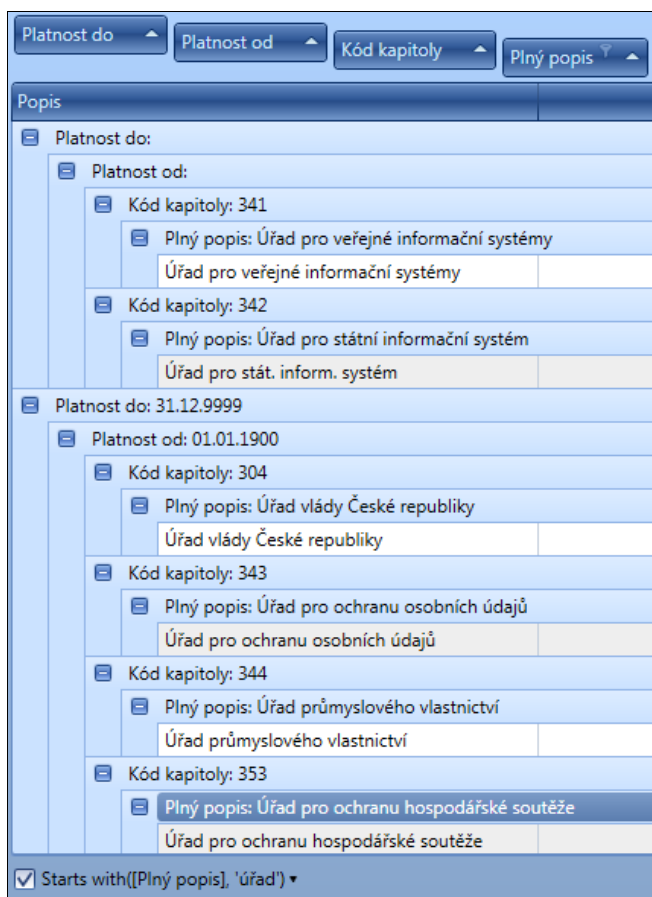 Platnost do
Platnost od
Kód kapitoly
Plný popis
Popis
Platnost do:
Platnost od:
Kód kapitoly: 341
Plný popis: Úřad pro veřejné informační systémy
Úřad pro veřejné informační systémy
Kód kapitoly: 342
Plný popis: Úřad pro státní informační systém
Úřad pro stát. inform. systém
Platnost do: 31.12.9999
Platnost od: 01.01.1900
Kód kapitoly: 304
Plný popis: Úřad vlády České republiky
Úřad vlády České republiky
Kód kapitoly: 343
Plný popis: Úřad pro ochranu osobních údajů
Úřad pro ochranu osobních údajů
Kód kapitoly: 344
Plný popis: Úřad průmyslového vlastnictví
Úřad průmyslového vlastnictví
Kód kapitoly: 353
Plný popis: Úřad pro ochranu hospodářské soutěže
Úřad pro ochranu hospodářské soutěže
Starts with([Plný popis], 'úřad')